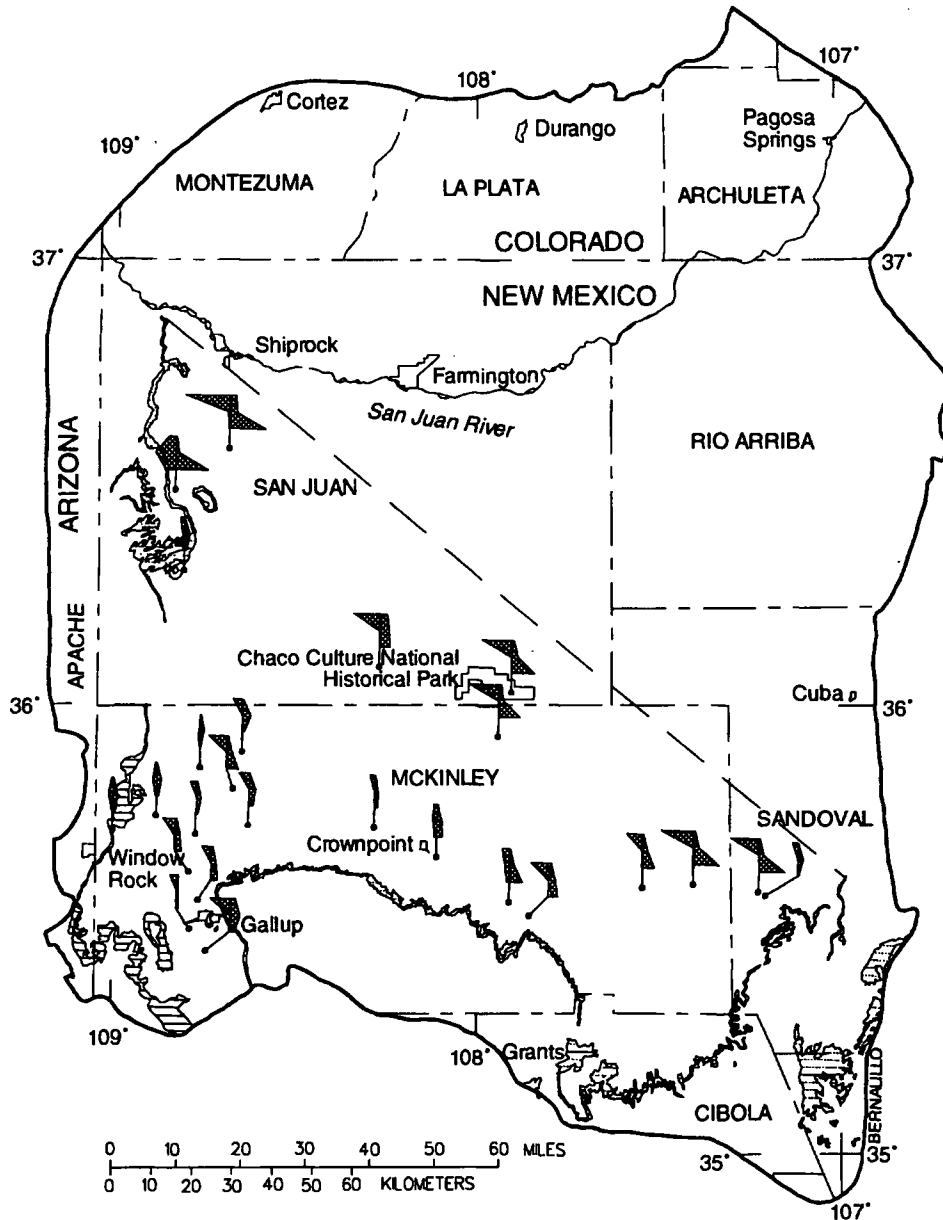 107°
108°
Cortez
Durango
Pagosa
Springs
109°
MONTEZUMA
LA PLATA
ARCHULETA
COLORADO
37°
37°
NEW MEXICO
Shiprock
Farmington
San Juan River
ARIZONA
RIO ARRIBA
SAN JUAN
APACHE
Chaco Culture National
Historical Park
36°
Cuba
36°
MCKINLEY
SANDOVAL
Crownpoint
Window
Rock
Gallup
109°
108°
Grants
CIBOLA
BERNALILLO
35°
35°
107°
0 10 20 30 40 50 60 MILES
0 10 20 30 40 50 60 KILOMETERS